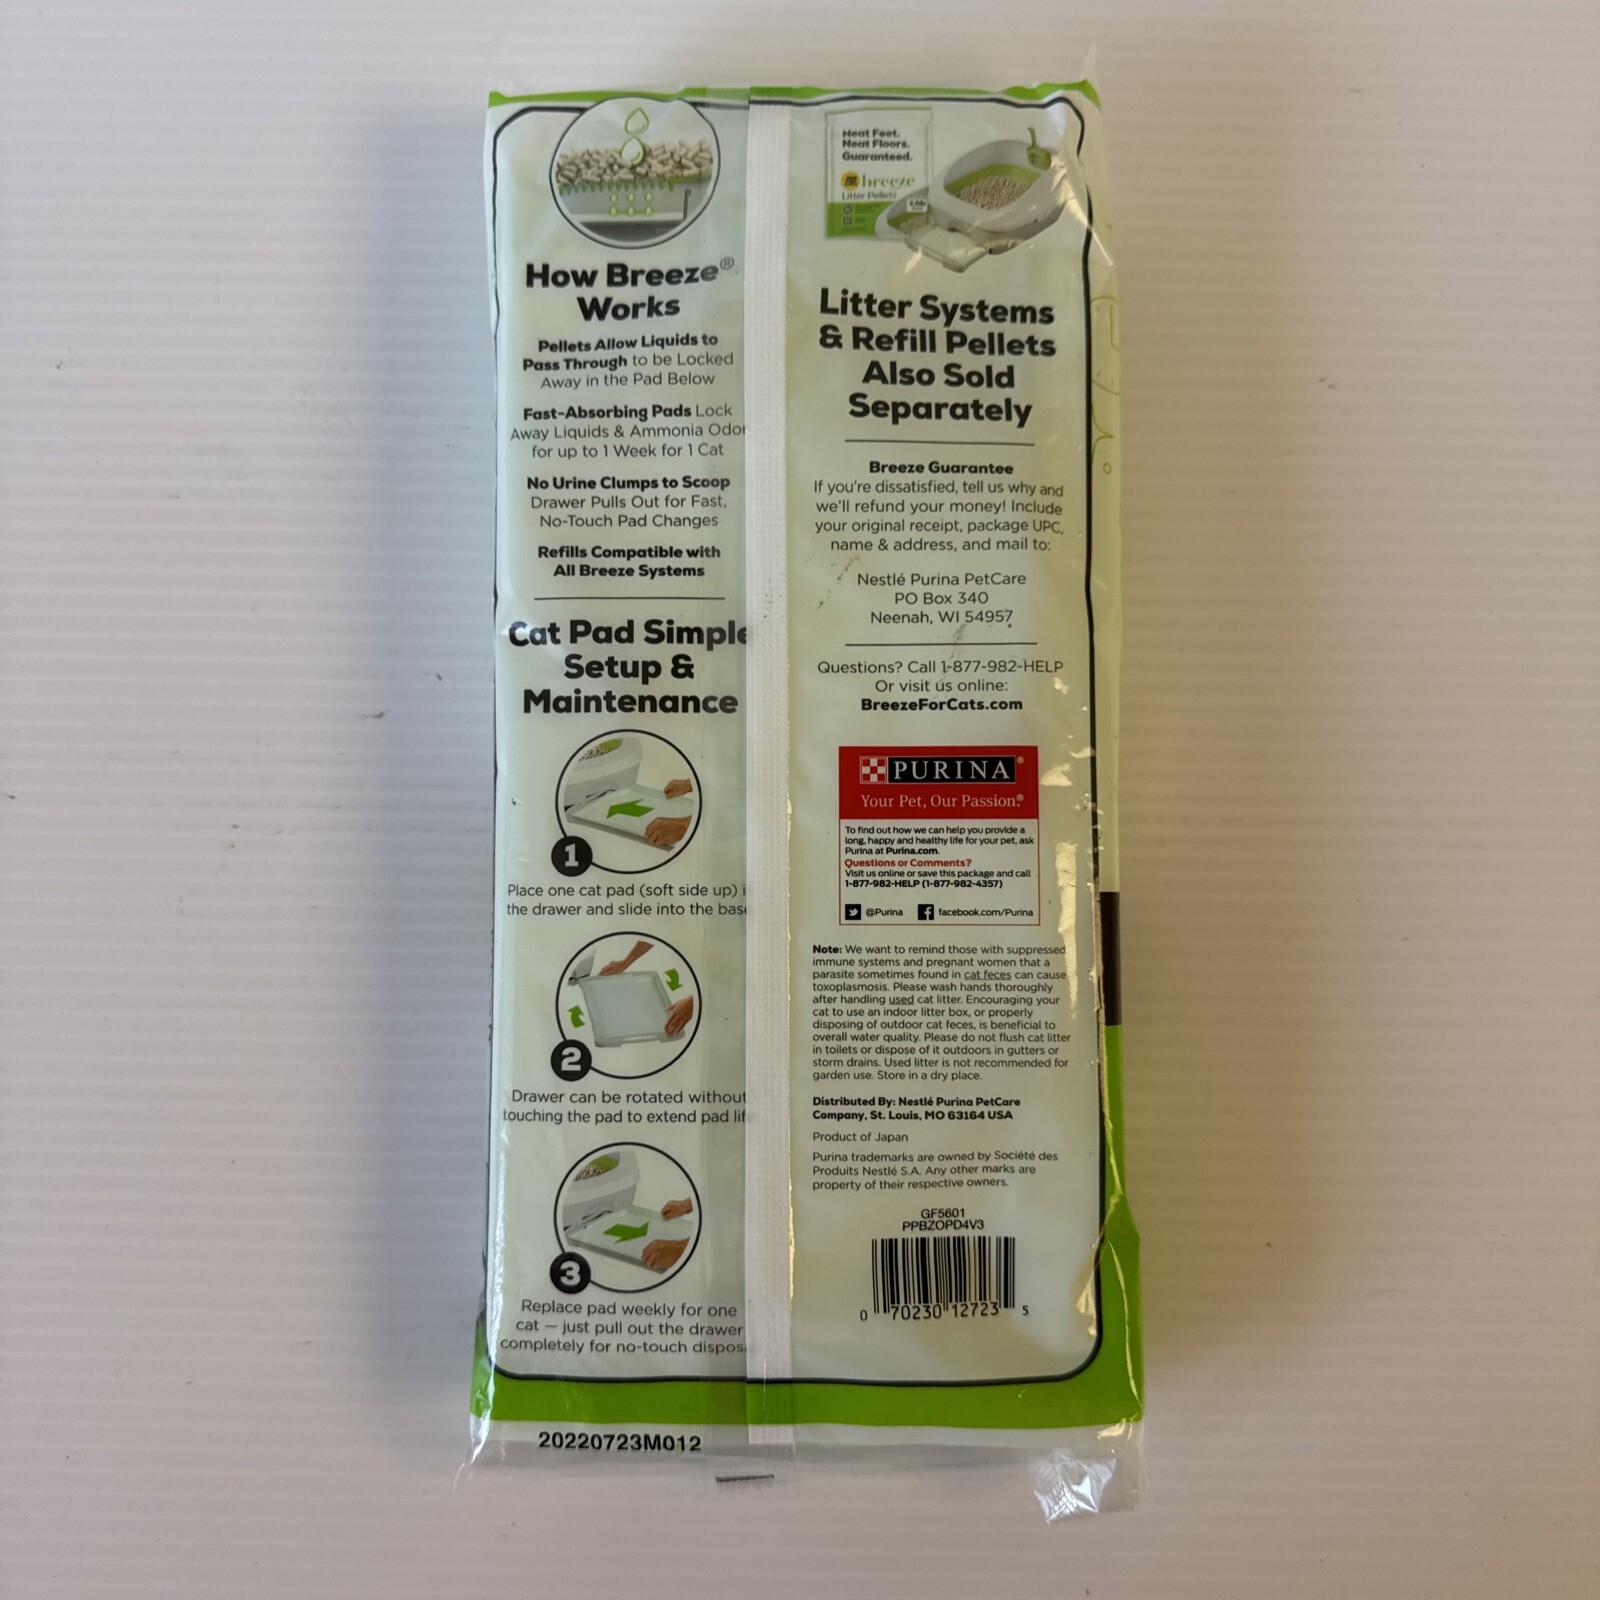 How Breeze®
Works
Pellets Allow Liquids to
Pass Through to be Locked
Away in the Pad Below
Fast-Absorbing Pads Lock
Away Liquids & Ammonia Odor
for up to 1 Week for 1 Cat
No Urine Clumps to Scoop
Drawer Pulls Out for Fast,
No-Touch Pad Changes
Refills Compatible with
All Breeze Systems
Cat Pad Simple
Setup &
Maintenance
1
Place one cat pad (soft side up)
the drawer and slide into the base
2
Drawer can be rotated without
touching the pad to extend pad
3
Replace pad weekly for one
cat — just pull out the drawer
completely for no-touch
20220723M012
Neat Feet.
Neat Floors.
Guaranteed.
breeze
Litter Pellets
Litter Systems
& Refill Pellets
Also Sold
Separately
Breeze Guarantee
If you're dissatisfied, tell us why and
we'll refund your money! Include
your original receipt, package UPC,
name & address, and mail to:
Nestlé Purina PetCare
PO Box 340
Neenah, WI 54957
Questions? Call 1-877-982-HELP
Or visit us online:
BreezeForCats.com
PURINA®
Your Pet, Our Passion.®
To find out how we can help you provide a
long, happy and healthy life for your pet, ask
Purina at Purina.com.
Questions or Comments?
Visit us online or save this package and call
1-877-982-HELP (1-877-982-4357)
@Purina facebook.com/Purina
Note: We want to remind those with suppressed
immune systems and pregnant women that a
parasite sometimes found in cat feces can cause
toxoplasmosis. Please wash hands thoroughly
after handling used cat litter. Encouraging your
cat to use an indoor litter box, or properly
disposing of outdoor cat feces, is beneficial to
overall water quality. Please do not flush cat litter
in toilets or dispose of it outdoors in gutters or
storm drains. Used litter is not recommended for
garden use. Store in a dry place.
Distributed By: Nestlé Purina PetCare
Company, St. Louis, MO 63164 USA
Product of Japan
Purina trademarks are owned by Société des
Produits Nestlé S.A. Any other marks are
property of their respective owners.
GF5601
PPBZOPD4V3
0 70230 12723 5